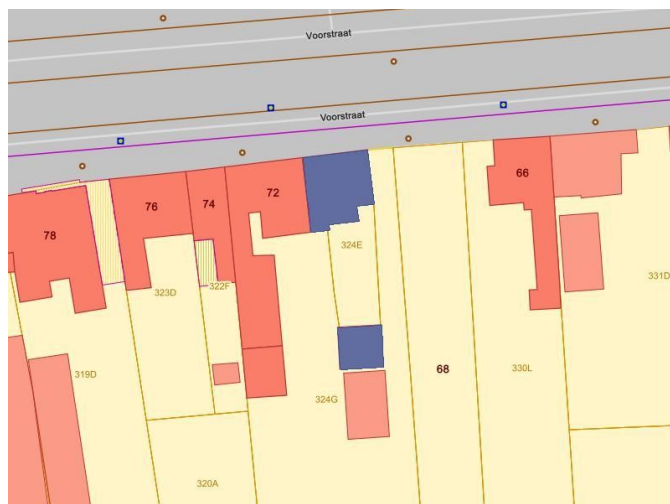 Voorstraat
Voorstraat
66
72
74
76
78
324E
331D
322F
323D
68
330L
319D
324G
320A